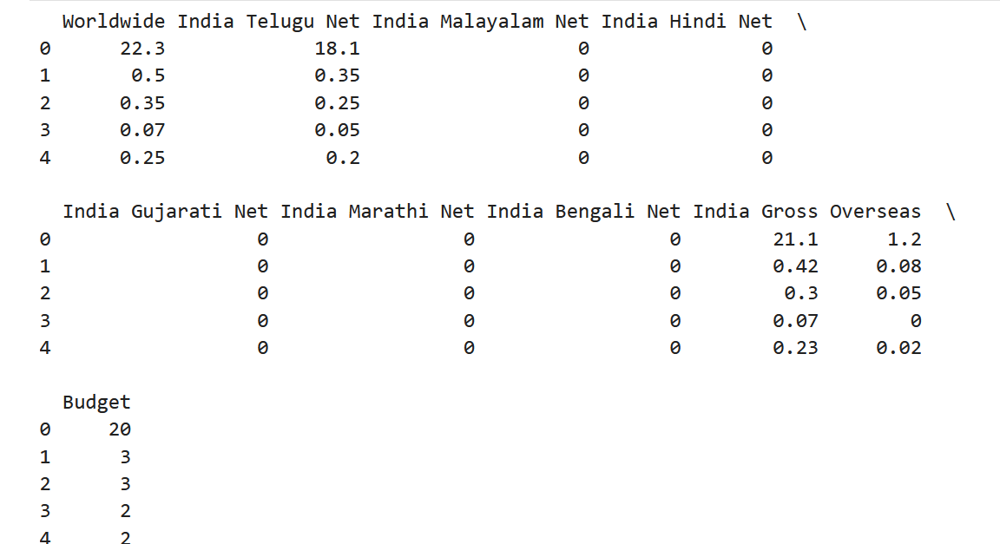 Worldwide India Telugu Net India Malayalam Net India Hindi Net \
0 22.3 18.1 0 0
1 0.5 0.35 0 0
2 0.35 0.25 0 0
3 0.07 0.05 0 0
4 0.25 0.2 0 0
India Gujarati Net India Marathi Net India Bengali Net India Gross Overseas \
0 0 0 0 21.1 1.2
1 0 0 0 0.42 0.08
2 0 0 0 0.3 0.05
3 0 0 0 0.07 0
4 0 0 0 0.23 0.02
Budget
0 20
1 3
2 3
3 2
4 2